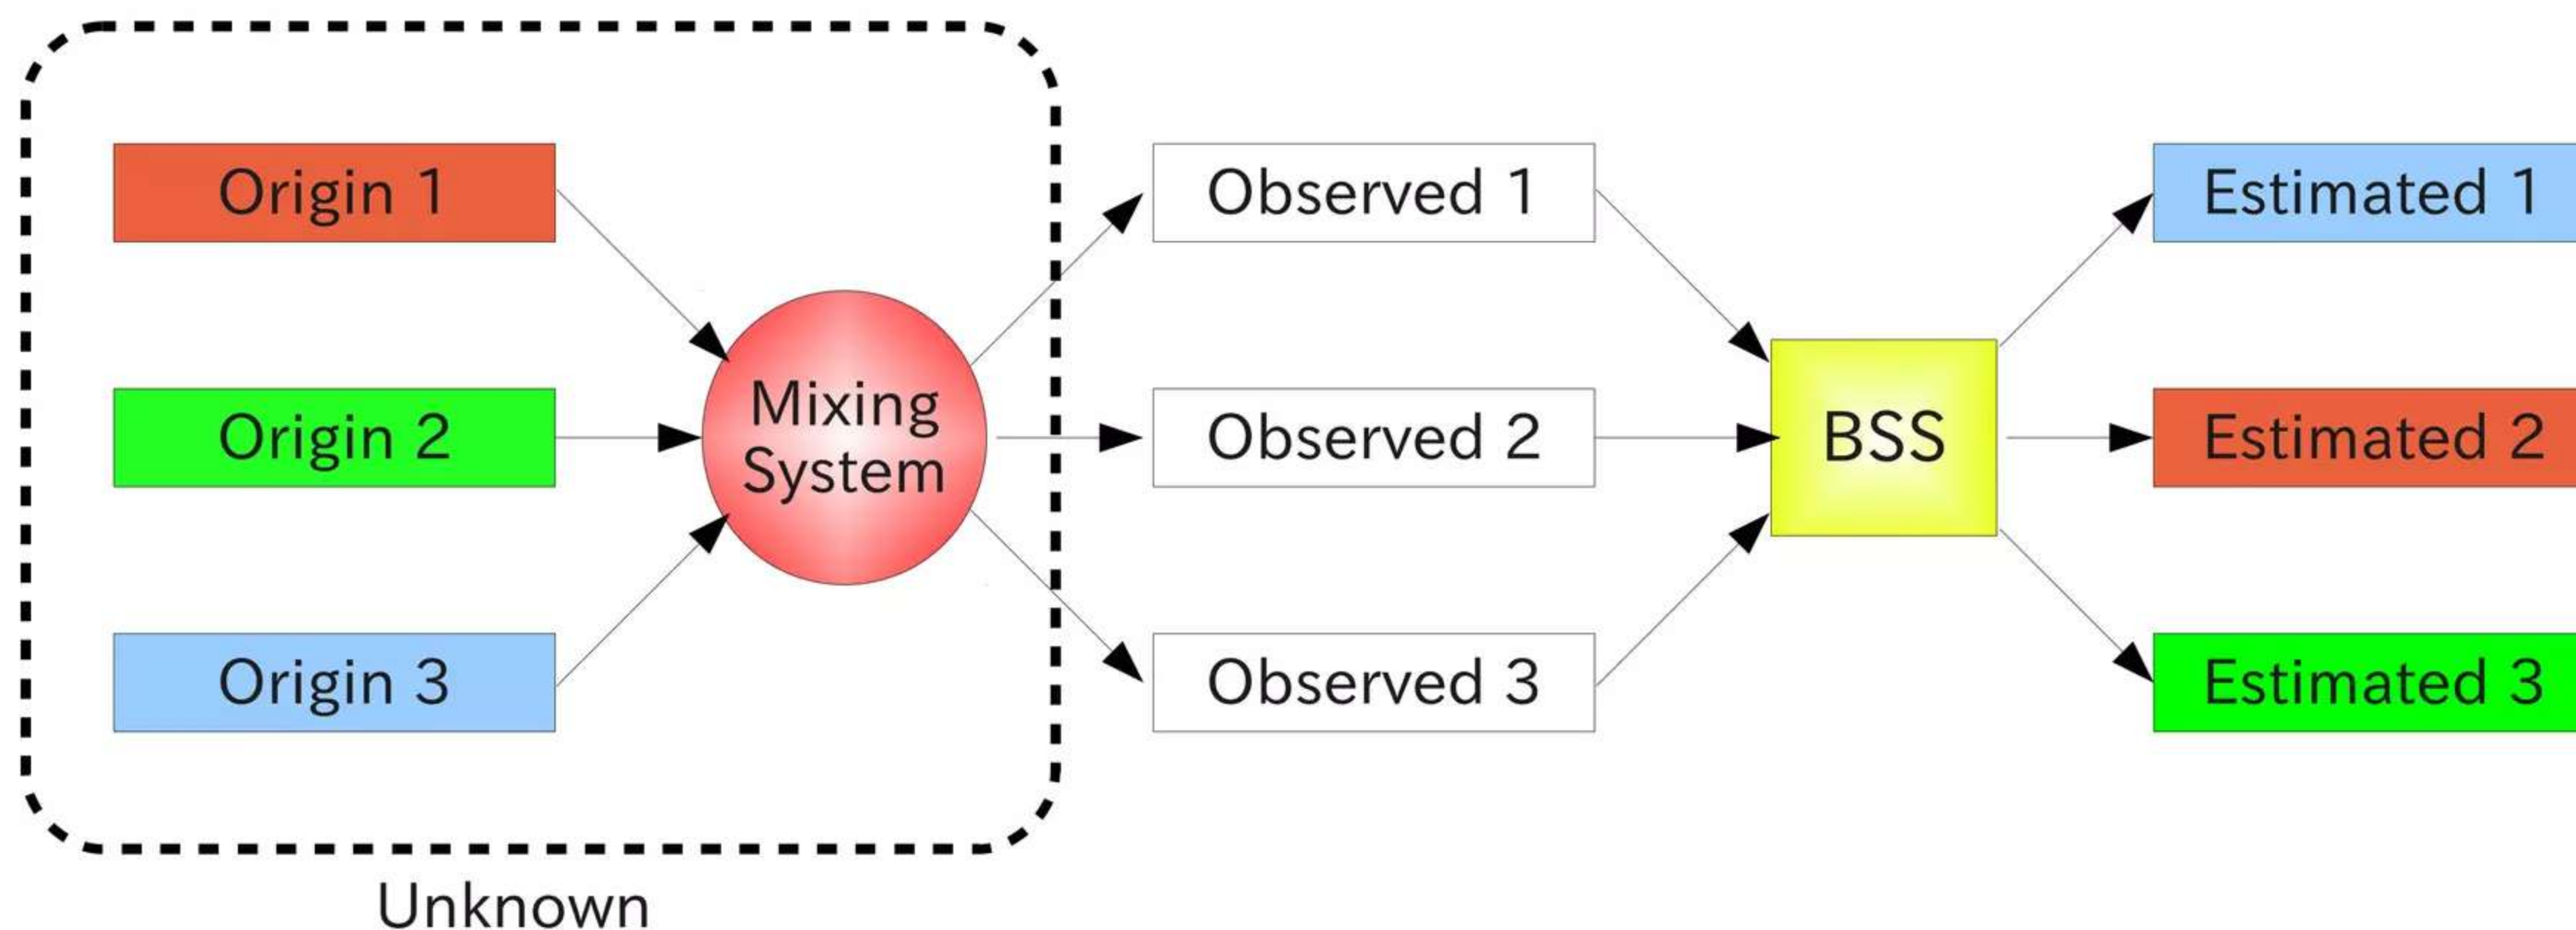 Origin 1
Origin 2
Origin 3
Mixing
System
Unknown
Observed 1
Observed 2
Observed 3
BSS
Estimated 1
Estimated 2
Estimated 3